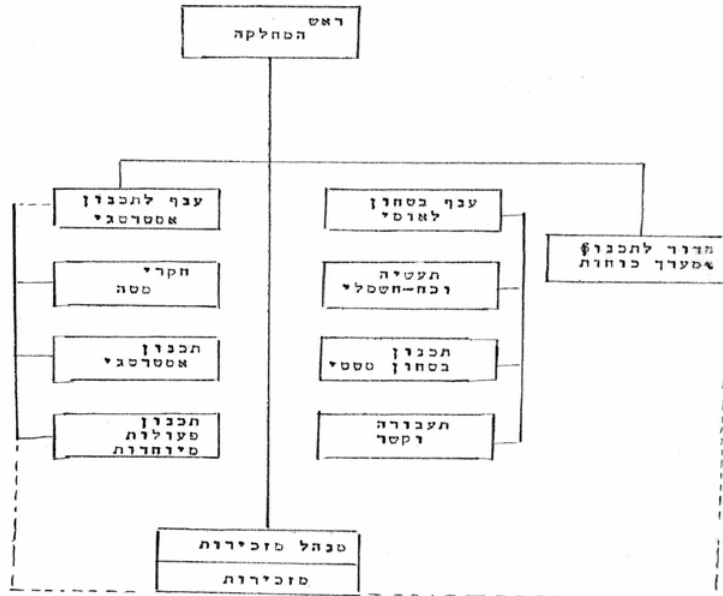 ראש
המחלקה
ענף בטחון
לאומי
תעשיה
וכח-חשמלי
תכנון
בטחון טטטי
תעבורה
וקשר
ענף לתכנון
אסטרטגי
חקרי
מטה
תכנון
אסטרטגי
תכנון
פעולות
מיוחדות
מדור לתכנון
מערך כוחות
מנהל מזכירות
מזכירות